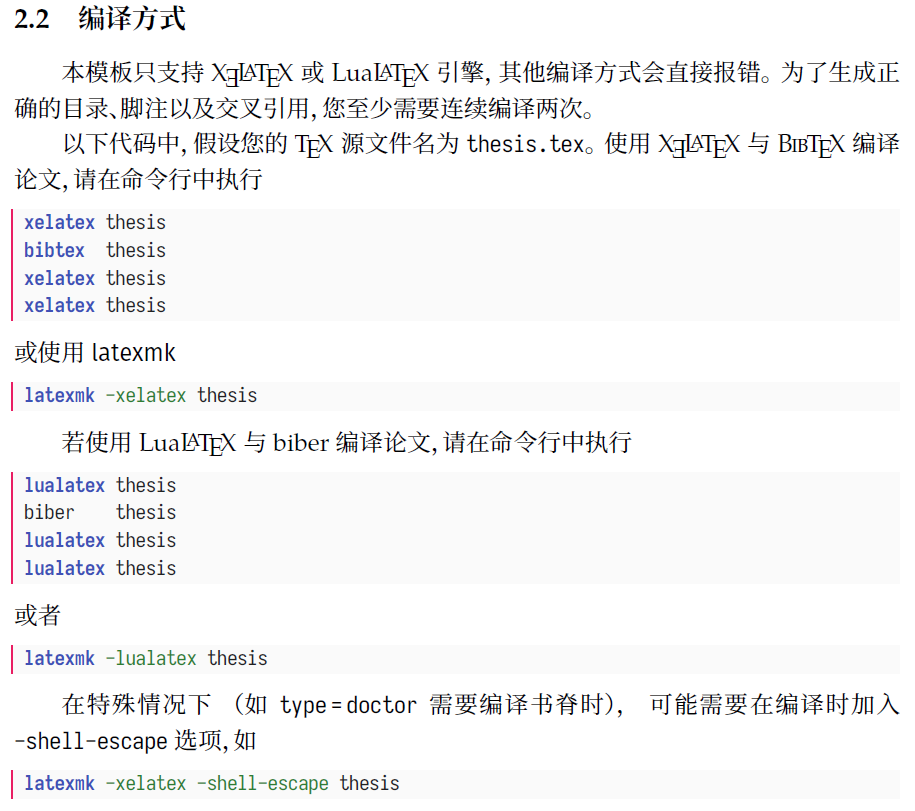 2.2 编译方式
本模板只支持 XƎLATEX 或 LuaLATEX 引擎, 其他编译方式会直接报错。为了生成正
确的目录、脚注以及交叉引用, 您至少需要连续编译两次。
以下代码中, 假设您的 TEX 源文件名为 thesis.tex。使用 XƎLATEX 与 BIBTEX 编译
论文, 请在命令行中执行
xelatex thesis
bibtex  thesis
xelatex thesis
xelatex thesis
或使用 latexmk
latexmk -xelatex thesis
若使用 LuaLATEX 与 biber 编译论文, 请在命令行中执行
lualatex thesis
biber    thesis
lualatex thesis
lualatex thesis
或者
latexmk -lualatex thesis
在特殊情况下 (如 type=doctor 需要编译书脊时), 可能需要在编译时加入
-shell-escape 选项, 如
latexmk -xelatex -shell-escape thesis